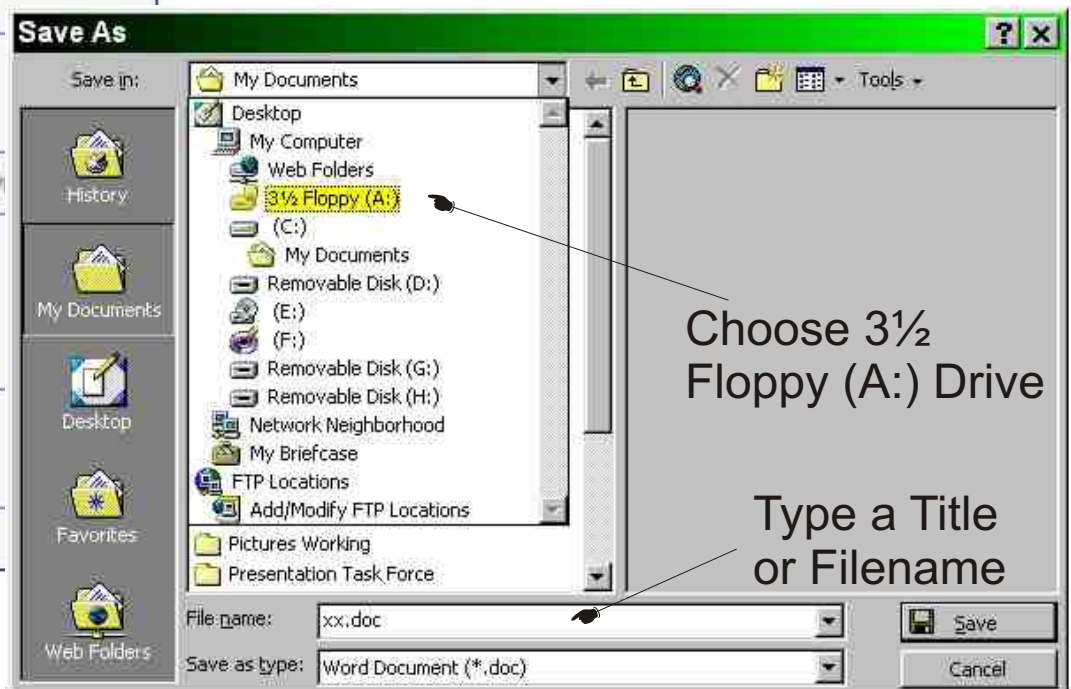 Save As
Save in:
My Documents
Tools
History
My Documents
Desktop
Favorites
Web Folders
Desktop
My Computer
Web Folders
3½ Floppy (A:)
(C:)
My Documents
Removable Disk (D:)
(E:)
(F:)
Removable Disk (G:)
Removable Disk (H:)
Network Neighborhood
My Briefcase
FTP Locations
Add/Modify FTP Locations
Pictures Working
Presentation Task Force
Choose 3½
Floppy (A:) Drive
Type a Title
or Filename
File name:
xx.doc
Save
Save as type:
Word Document (*.doc)
Cancel